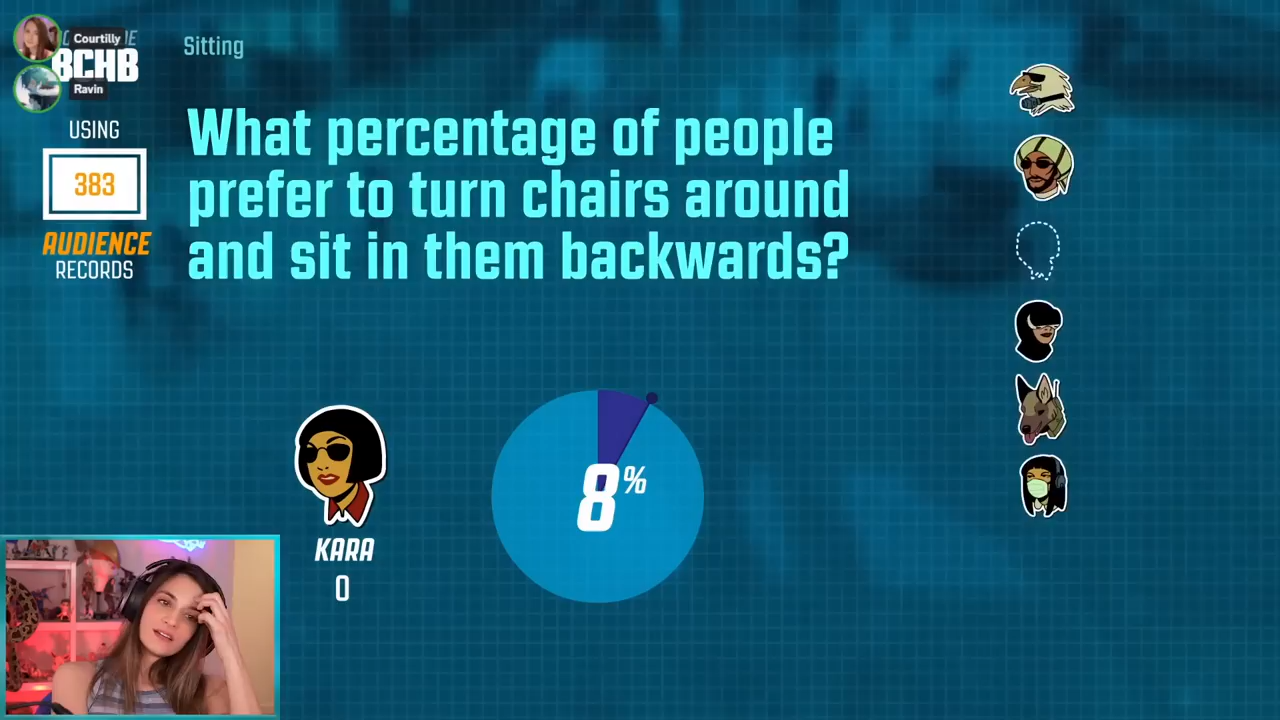 Courtilly
BCHB
Ravin
Sitting
USING
383
AUDIENCE
RECORDS
What percentage of people
prefer to turn chairs around
and sit in them backwards?
8%
KARA
0